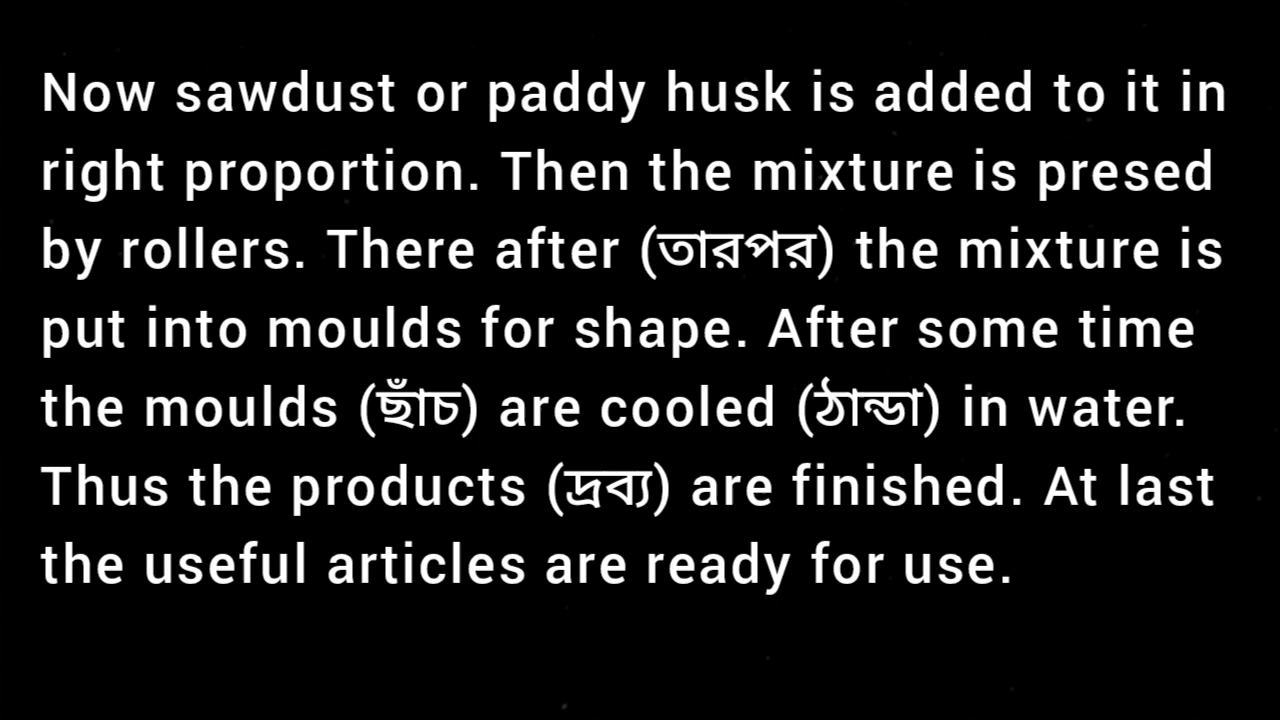 Now sawdust or paddy husk is added to it in
right proportion. Then the mixture is presed
by rollers. There after (তারপর) the mixture is
put into moulds for shape. After some time
the moulds (ছাঁচ) are cooled (ঠান্ডা) in water.
Thus the products (দ্রব্য) are finished. At last
the useful articles are ready for use.